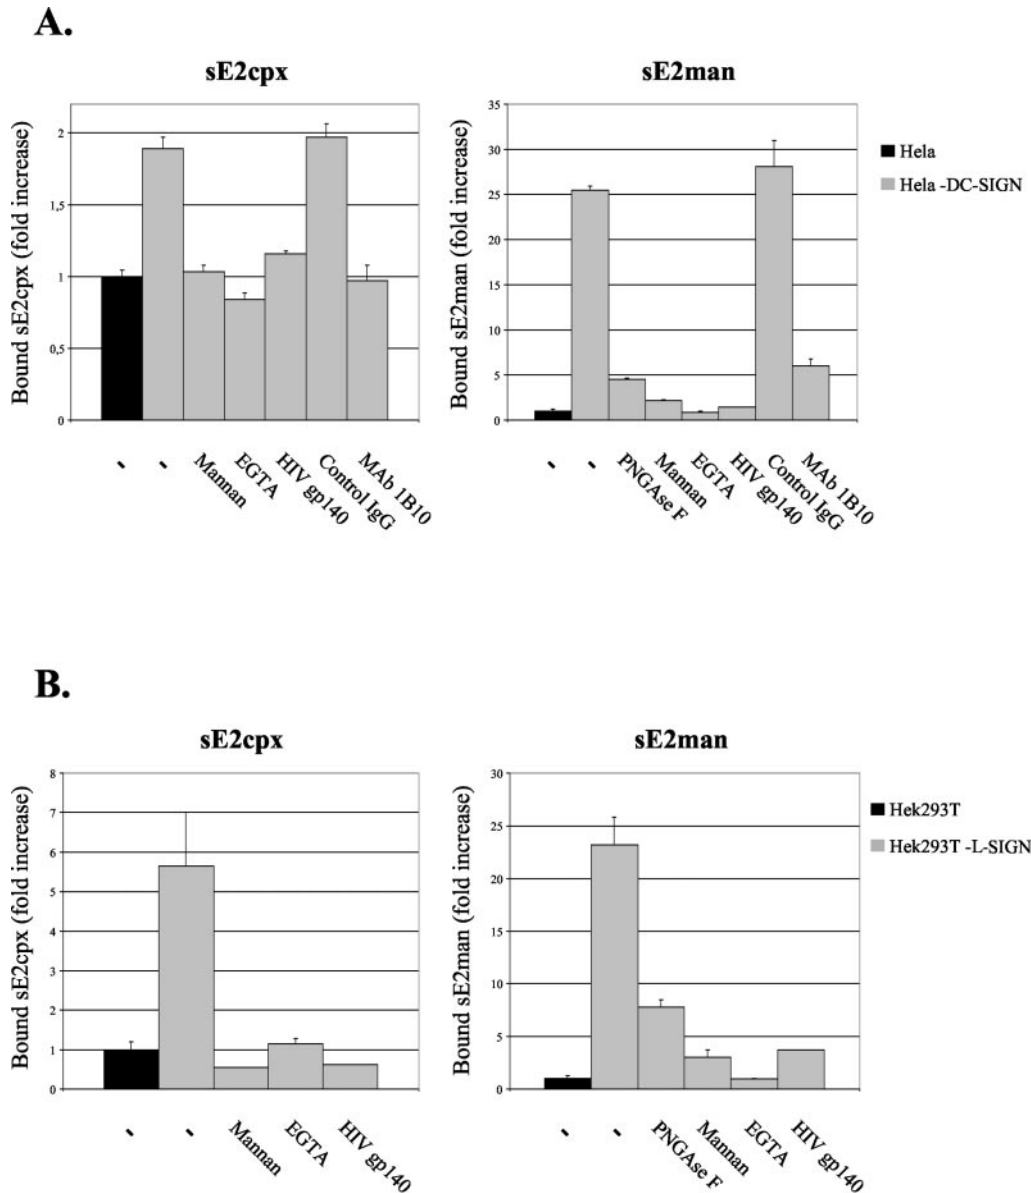 A.
sE2cpx
Bound sE2cpx (fold increase)
2
1,5
1
0,5
0
-
-
Mannan
EGTA
HIV gp140
Control IgG
MAb 1B10
sE2man
Bound sE2man (fold increase)
35
30
25
20
15
10
5
0
-
-
PNGAse F
Mannan
EGTA
HIV gp140
Control IgG
MAb 1B10
Hela
Hela -DC-SIGN
B.
sE2cpx
Bound sE2cpx (fold increase)
8
7
6
5
4
3
2
1
0
-
-
Mannan
EGTA
HIV gp140
sE2man
Bound sE2man (fold increase)
30
25
20
15
10
5
0
-
-
PNGAse F
Mannan
EGTA
HIV gp140
Hek293T
Hek293T -L-SIGN